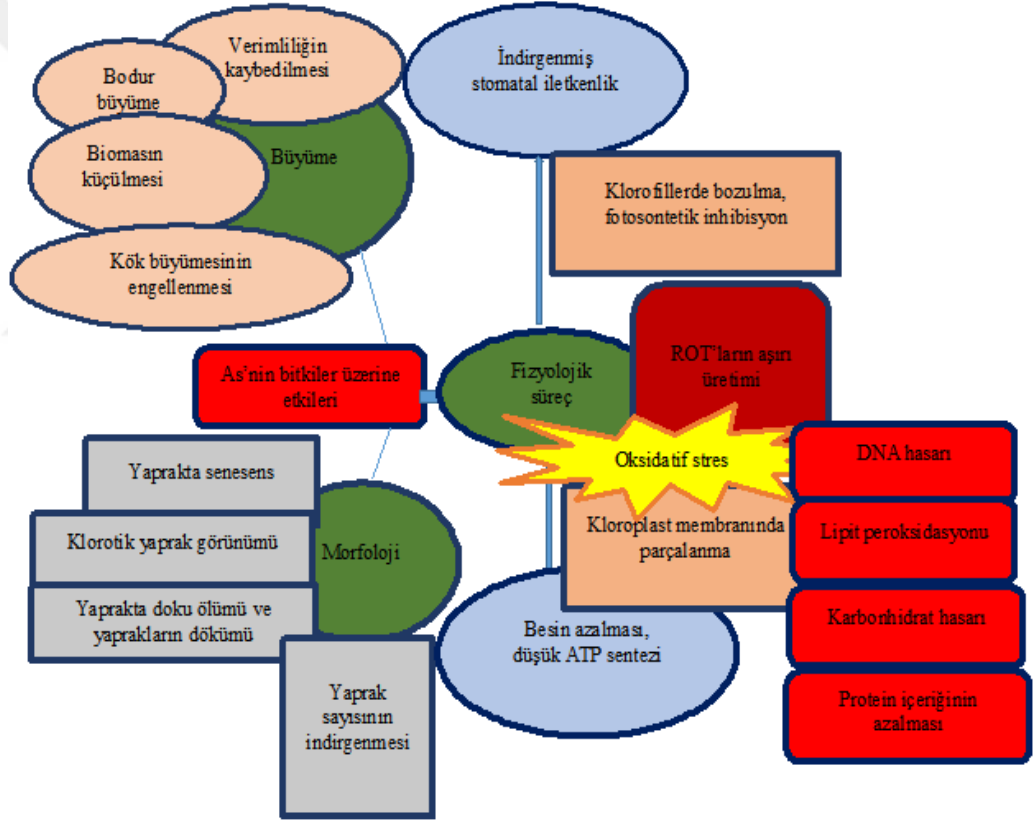 Verimliliğin
kaybedilmesi
Bodur
büyüme
Biomasın
küçülmesi
Büyüme
Kök büyümesinin
engellenmesi
İndirgenmiş
stomatal iletkenlik
Klorofillerde bozulma,
fotosontetik inhibisyon
As'nin bitkiler üzerine
etkileri
Fizyolojik
süreç
ROT'ların aşırı
üretimi
Oksidatif stres
Kloroplast membranında
parçalanma
DNA hasarı
Lipit peroksidasyonu
Karbonhidrat hasarı
Protein içeriğinin
azalması
Yaprakta senesens
Klorotik yaprak görünümü
Yaprakta doku ölümü ve
yaprakların dökümü
Morfoloji
Yaprak
sayısının
indirgenmesi
Besin azalması,
düşük ATP sentezi